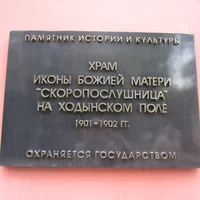 ПАМЯТНИК ИСТОРИИ И КУЛЬТУРЫ
ХРАМ
ИКОНЫ БОЖИЕЙ МАТЕРИ
"СКОРОПОСЛУШНИЦА"
НА ХОДЫНСКОМ ПОЛЕ
1901-1902 ГГ.
ОХРАНЯЕТСЯ ГОСУДАРСТВОМ